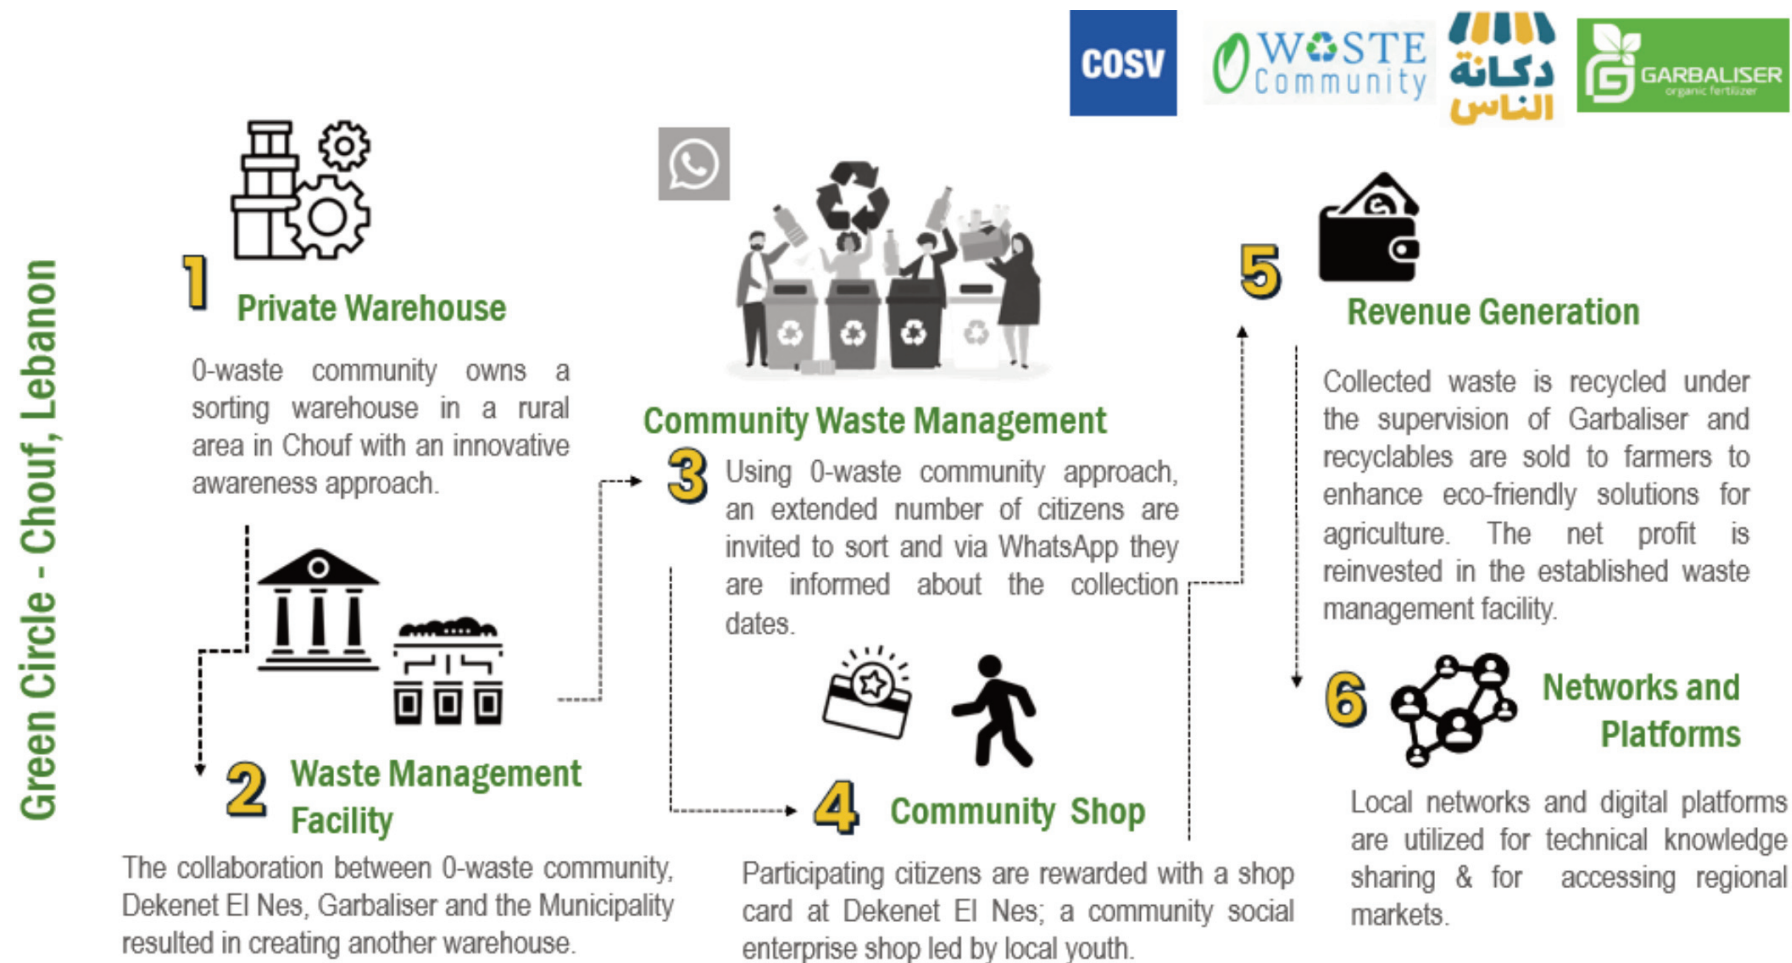 Green Circle - Chouf, Lebanon
COSV
0 WASTE
Community
دكانة
الناس
GARBALISER
organic fertilizer
1
Private Warehouse
0-waste community owns a
sorting warehouse in a rural
area in Chouf with an innovative
awareness approach.
2
Waste Management
Facility
The collaboration between 0-waste community,
Dekenet El Nes, Garbaliser and the Municipality
resulted in creating another warehouse.
Community Waste Management
3
Using 0-waste community approach,
an extended number of citizens are
invited to sort and via WhatsApp they
are informed about the collection
dates.
4
Community Shop
Participating citizens are rewarded with a shop
card at Dekenet El Nes; a community social
enterprise shop led by local youth.
5
Revenue Generation
Collected waste is recycled under
the supervision of Garbaliser and
recyclables are sold to farmers to
enhance eco-friendly solutions for
agriculture. The net profit is
reinvested in the established waste
management facility.
6
Networks and
Platforms
Local networks and digital platforms
are utilized for technical knowledge
sharing & for accessing regional
markets.